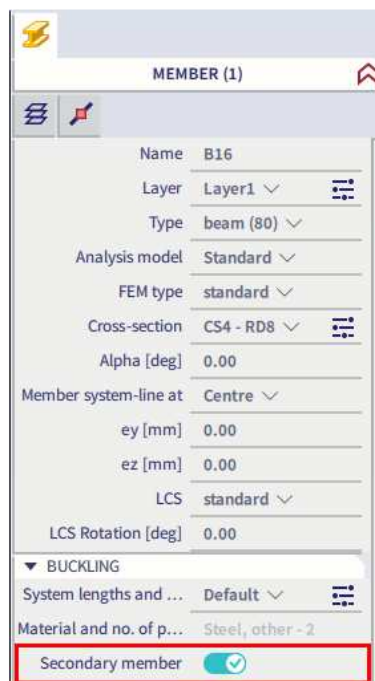 MEMBER (1)
Name B16
Layer Layer1
Type beam (80)
Analysis model Standard
FEM type standard
Cross-section CS4 - RD8
Alpha [deg] 0.00
Member system-line at Centre
ey [mm] 0.00
ez [mm] 0.00
LCS standard
LCS Rotation [deg] 0.00
BUCKLING
System lengths and ... Default
Material and no. of p... Steel, other - 2
Secondary member